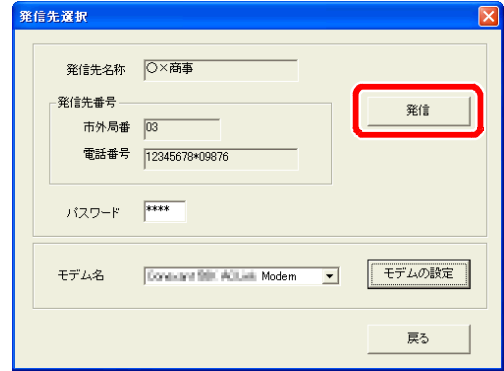 発信先選択
発信先名称 〇×商事
発信先番号
市外局番 03
電話番号 12345678*09876
発信
パスワード ****
モデム名 Modem モデムの設定
戻る